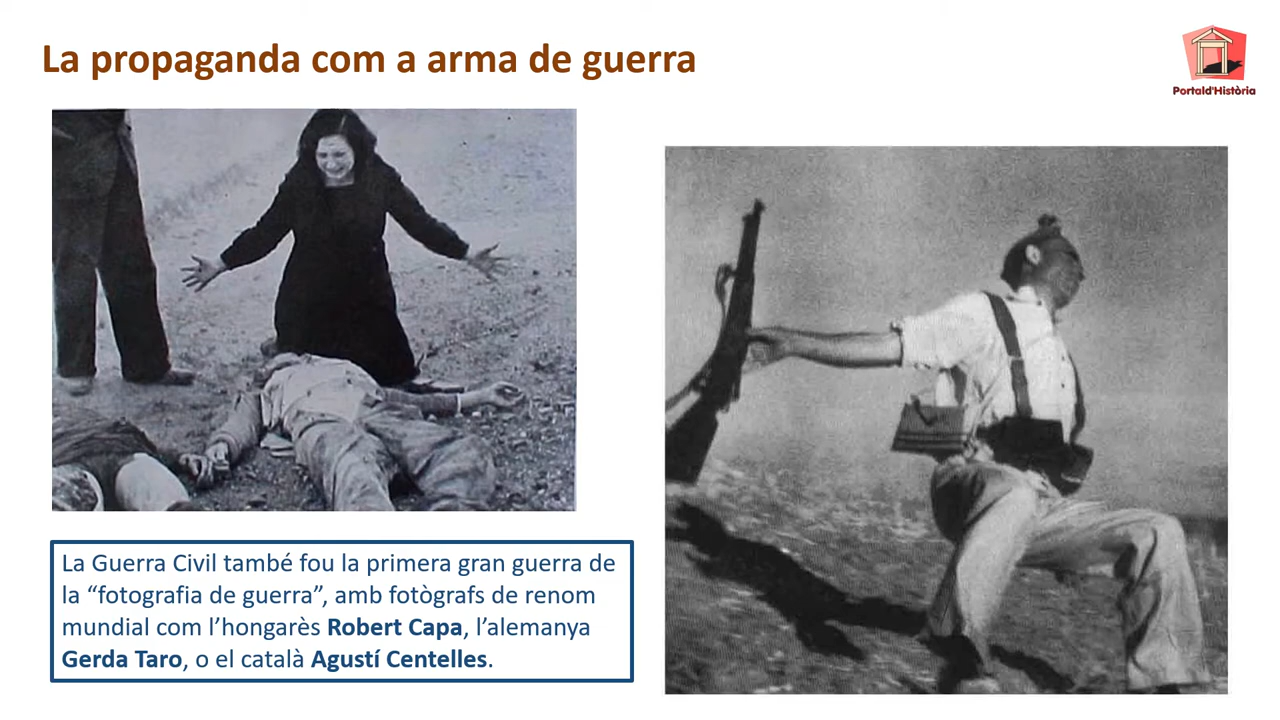 La propaganda com a arma de guerra
Portald'Història
La Guerra Civil també fou la primera gran guerra de
la “fotografia de guerra”, amb fotògrafs de renom
mundial com l’hongarès Robert Capa, l’alemanya
Gerda Taro, o el català Agustí Centelles.